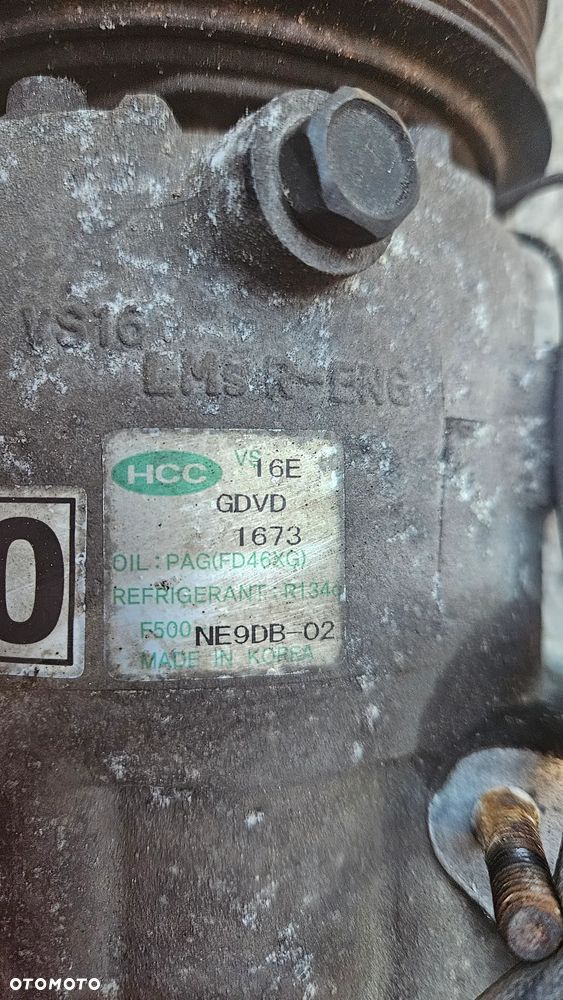 VS16
LMS R-ENG
HCC VS 16E
GDVD
1673
OIL : PAG(FD46XG)
REFRIGERANT : R134a
0
F500 NE9DB-02
MADE IN KOREA
OTOMOTO